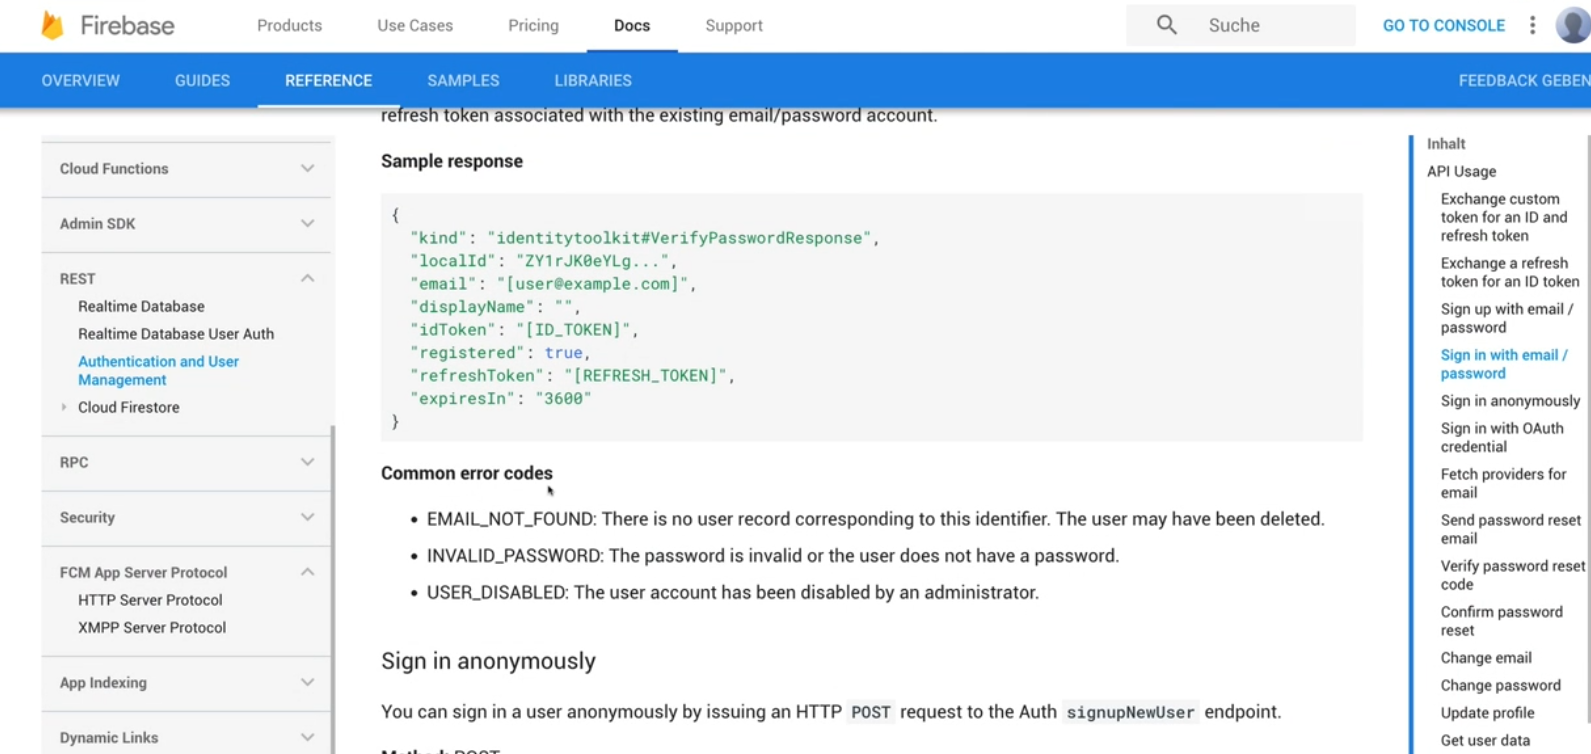 Firebase
Products
Use Cases
Pricing
Docs
Support
Suche
GO TO CONSOLE
OVERVIEW
GUIDES
REFERENCE
SAMPLES
LIBRARIES
FEEDBACK GEBEN
Cloud Functions
Admin SDK
REST
Realtime Database
Realtime Database User Auth
Authentication and User
Management
Cloud Firestore
RPC
Security
FCM App Server Protocol
HTTP Server Protocol
XMPP Server Protocol
App Indexing
Dynamic Links
refresh token associated with the existing email/password account.
Sample response
{
"kind": "identitytoolkit#VerifyPasswordResponse",
"localId": "ZY1rJK0eYLg...",
"email": "[user@example.com]",
"displayName": "",
"idToken": "[ID_TOKEN]",
"registered": true,
"refreshToken": "[REFRESH_TOKEN]",
"expiresIn": "3600"
}
Common error codes
• EMAIL_NOT_FOUND: There is no user record corresponding to this identifier. The user may have been deleted.
• INVALID_PASSWORD: The password is invalid or the user does not have a password.
• USER_DISABLED: The user account has been disabled by an administrator.
Sign in anonymously
You can sign in a user anonymously by issuing an HTTP POST request to the Auth signupNewUser endpoint.
Method: POST
Inhalt
API Usage
Exchange custom
token for an ID and
refresh token
Exchange a refresh
token for an ID token
Sign up with email /
password
Sign in with email /
password
Sign in anonymously
Sign in with OAuth
credential
Fetch providers for
email
Send password reset
email
Verify password reset
code
Confirm password
reset
Change email
Change password
Update profile
Get user data